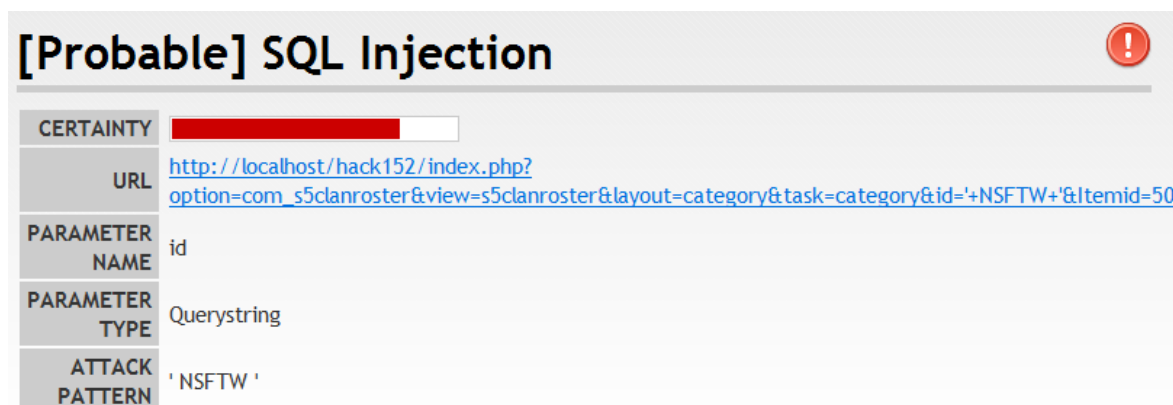 [Probable] SQL Injection
!
CERTAINTY
URL
http://localhost/hack152/index.php?
option=com_s5clanroster&view=s5clanroster&layout=category&task=category&id='+NSFTW+'&Itemid=50
PARAMETER
NAME
id
PARAMETER
TYPE
Querystring
ATTACK
PATTERN
' NSFTW '